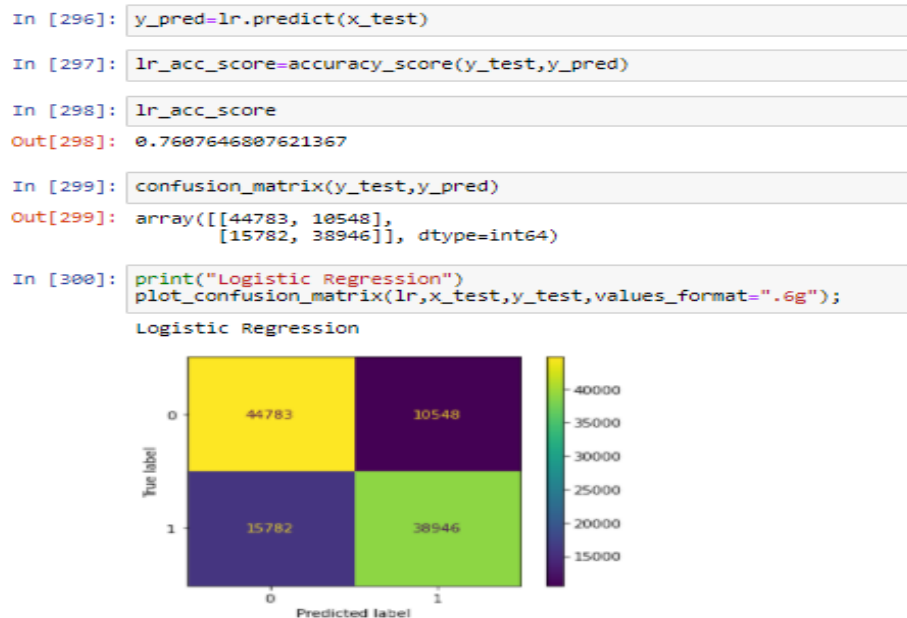 In [296]: y_pred=lr.predict(x_test)
In [297]: lr_acc_score=accuracy_score(y_test,y_pred)
In [298]: lr_acc_score
Out[298]: 0.7607646807621367
In [299]: confusion_matrix(y_test,y_pred)
Out[299]: array([[44783, 10548],
[15782, 38946]], dtype=int64)
In [300]: print("Logistic Regression")
plot_confusion_matrix(lr,x_test,y_test,values_format=".6g");
Logistic Regression
True label
0
44783
10548
1
15782
38946
0
1
Predicted label
40000
35000
30000
25000
20000
15000